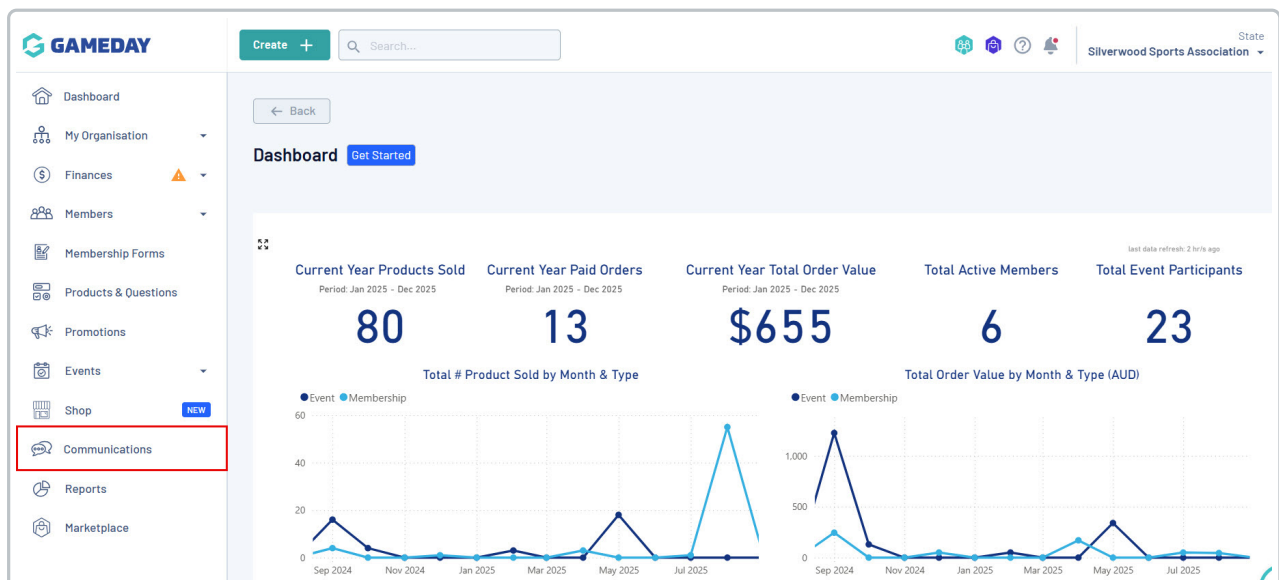 GAMEDAY
Create +
Search...
State
Silverwood Sports Association
Dashboard
My Organisation
Finances
Members
Membership Forms
Products & Questions
Promotions
Events
Shop NEW
Communications
Reports
Marketplace
← Back
Dashboard Get Started
last data refresh: 2 hr/s ago
Current Year Products Sold
Period: Jan 2025 - Dec 2025
80
Current Year Paid Orders
Period: Jan 2025 - Dec 2025
13
Current Year Total Order Value
Period: Jan 2025 - Dec 2025
$655
Total Active Members
6
Total Event Participants
23
Total # Product Sold by Month & Type
Event Membership
60
40
20
0
Sep 2024 Nov 2024 Jan 2025 Mar 2025 May 2025 Jul 2025
Total Order Value by Month & Type (AUD)
Event Membership
1,000
500
0
Sep 2024 Nov 2024 Jan 2025 Mar 2025 May 2025 Jul 2025